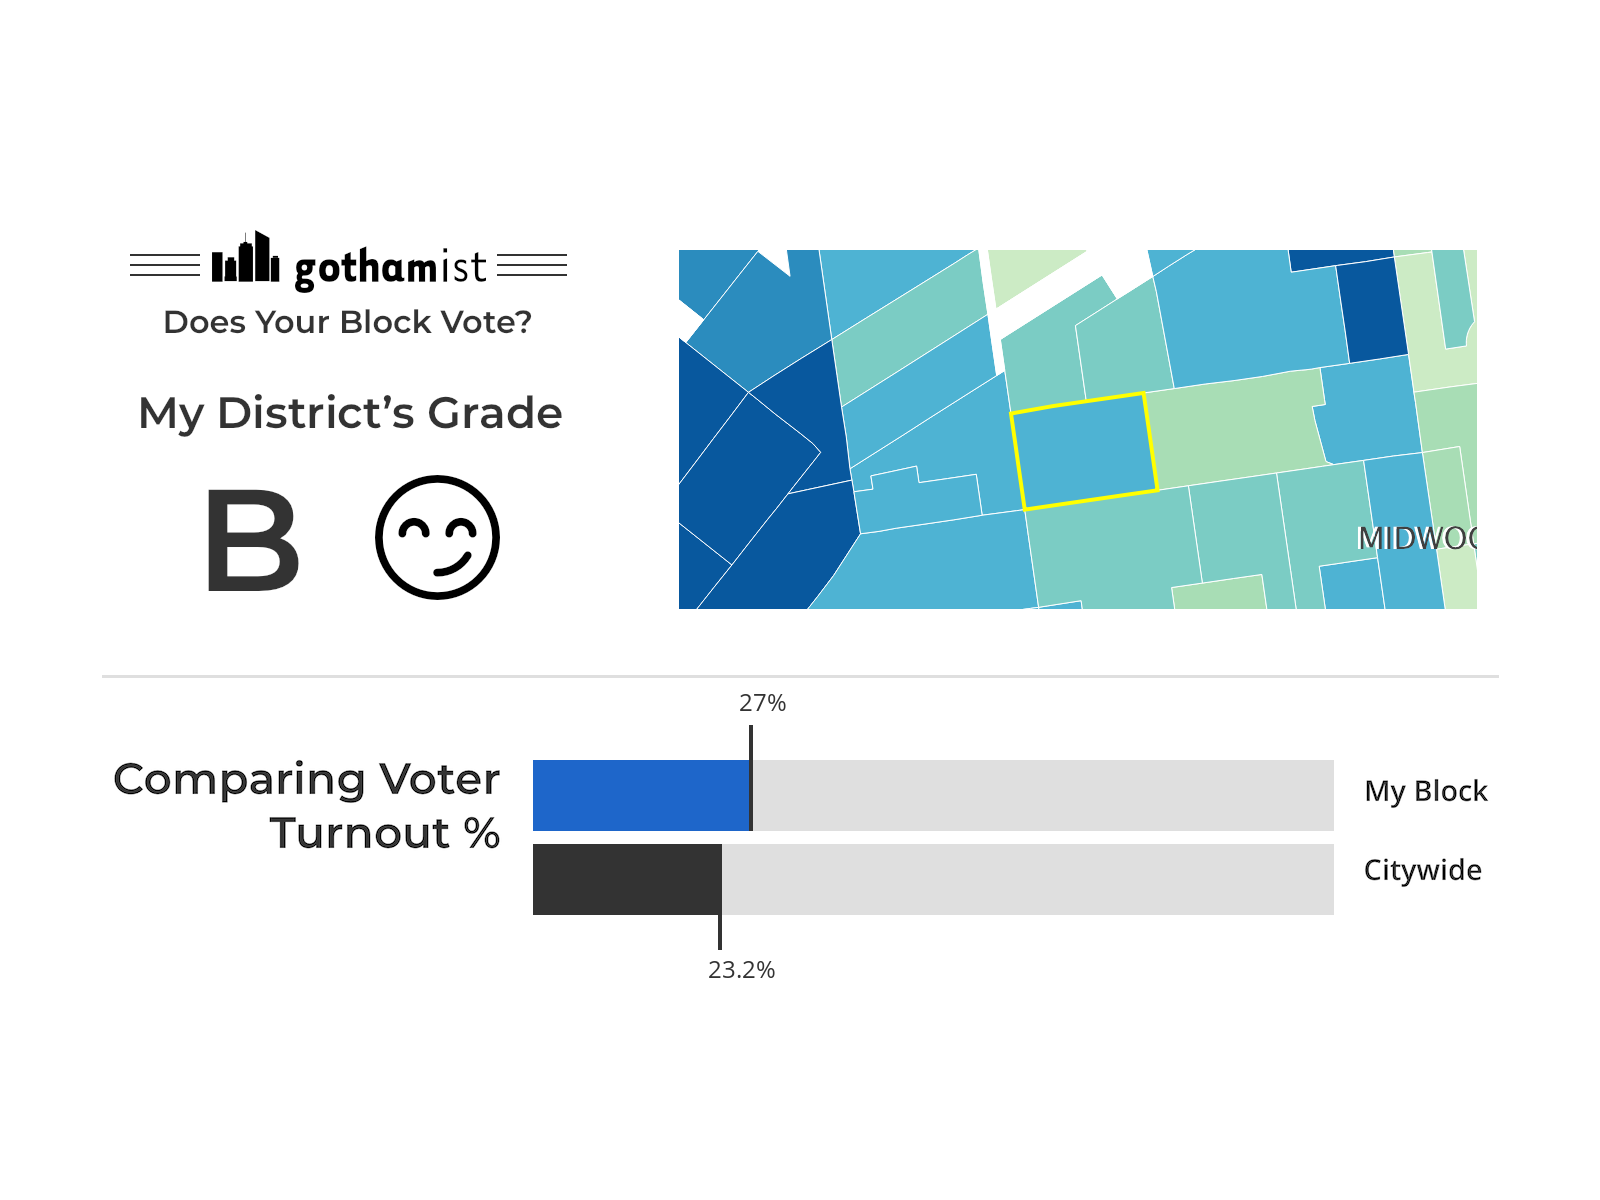 gothamist
Does Your Block Vote?
My District's Grade
B
MIDWOO
27%
Comparing Voter
Turnout %
My Block
Citywide
23.2%